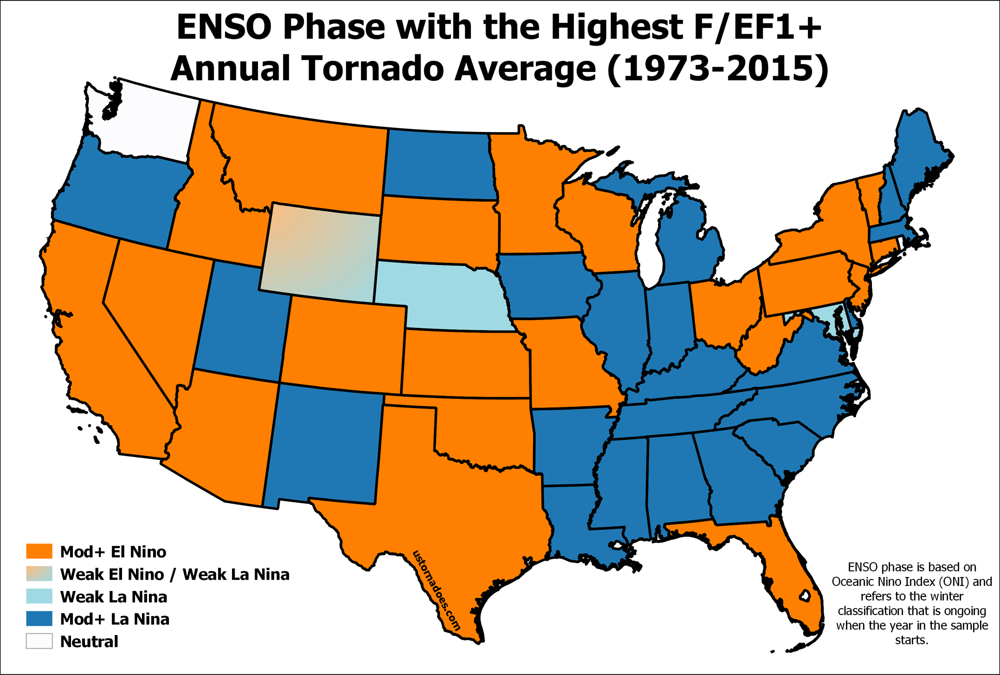 ENSO Phase with the Highest F/EF1+
Annual Tornado Average (1973-2015)
Mod+ El Nino
Weak El Nino / Weak La Nina
Weak La Nina
Mod+ La Nina
Neutral
ustornadoes.com
ENSO phase is based on
Oceanic Nino Index (ONI) and
refers to the winter
classification that is ongoing
when the year in the sample
starts.